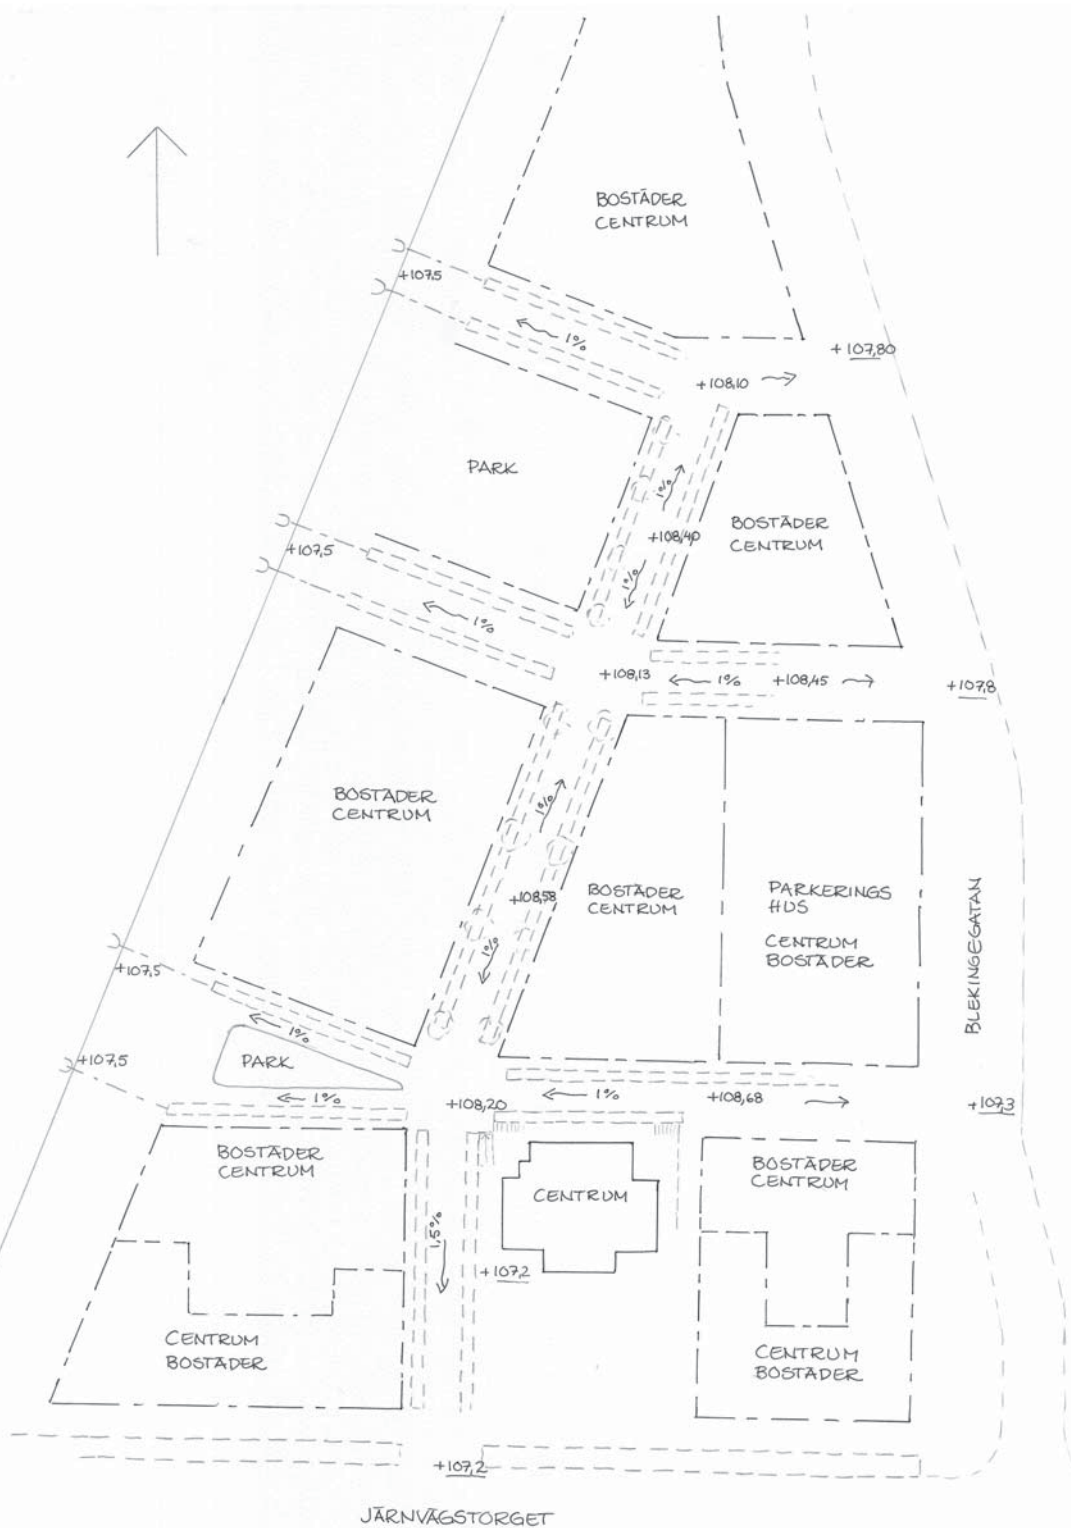 BOSTÄDER
CENTRUM
+107,5
1%
+107,80
+108,10
PARK
1%
BOSTÄDER
CENTRUM
+108,40
+107,5
1%
1%
+108,13
1%
+108,45
+107,8
BOSTÄDER
CENTRUM
1%
BOSTÄDER
CENTRUM
PARKERINGS
HUS
CENTRUM
BOSTÄDER
+108,58
1%
BLEKINGEGATAN
+107,5
1%
PARK
+107,5
1%
+108,20
1%
+108,68
+107,3
BOSTÄDER
CENTRUM
CENTRUM
BOSTÄDER
CENTRUM
1,5%
+107,2
CENTRUM
BOSTÄDER
CENTRUM
BOSTÄDER
+107,2
JÄRNVÄGSTORGET